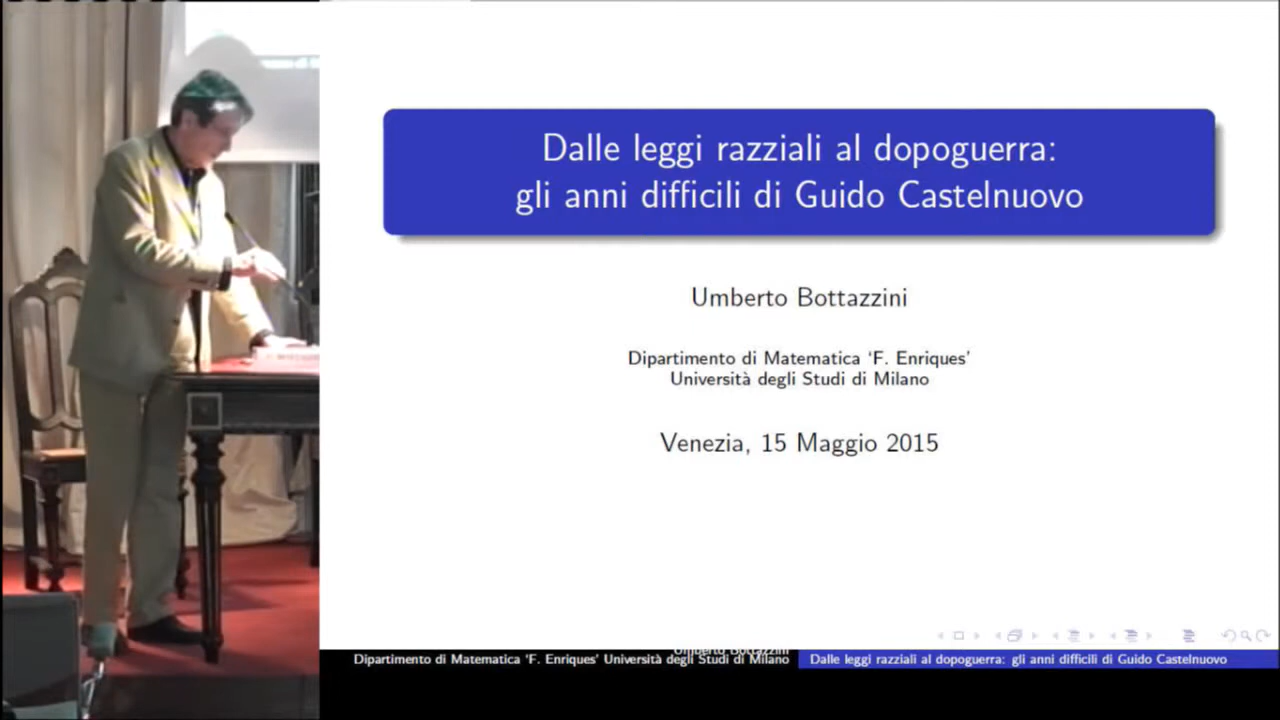 Dalle leggi razziali al dopoguerra:
gli anni difficili di Guido Castelnuovo
Umberto Bottazzini
Dipartimento di Matematica ‘F. Enriques’
Università degli Studi di Milano
Venezia, 15 Maggio 2015
Umberto Bottazzini
Dipartimento di Matematica ‘F. Enriques’ Università degli Studi di Milano
Dalle leggi razziali al dopoguerra: gli anni difficili di Guido Castelnuovo